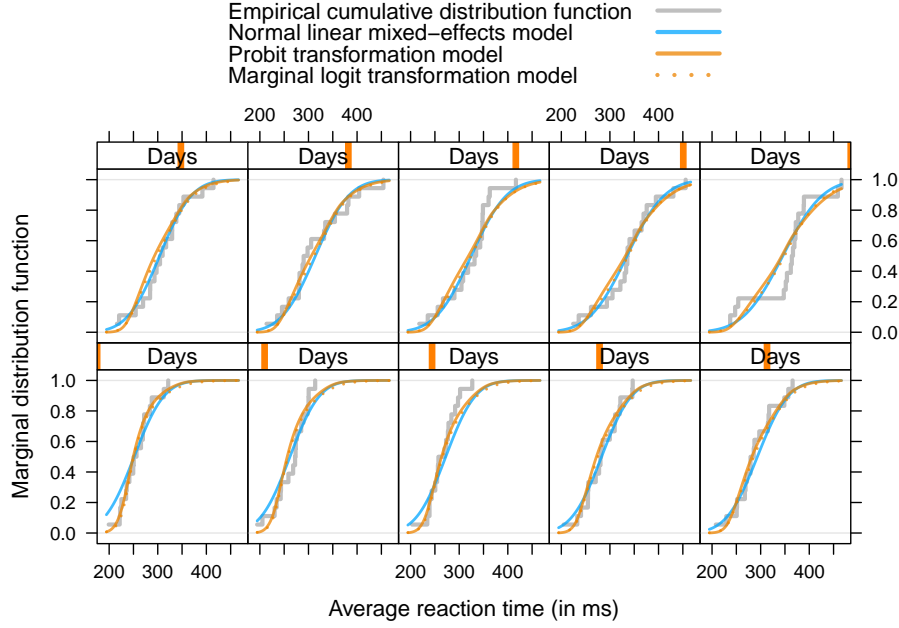 Empirical cumulative distribution function
Normal linear mixed−effects model
Probit transformation model
Marginal logit transformation model
200 300 400 200 300 400
Days Days Days Days Days
1.0
0.8
0.6
0.4
0.2
0.0
Marginal distribution function
Days Days Days Days Days
1.0
0.8
0.6
0.4
0.2
0.0
200 300 400 200 300 400 200 300 400
Average reaction time (in ms)